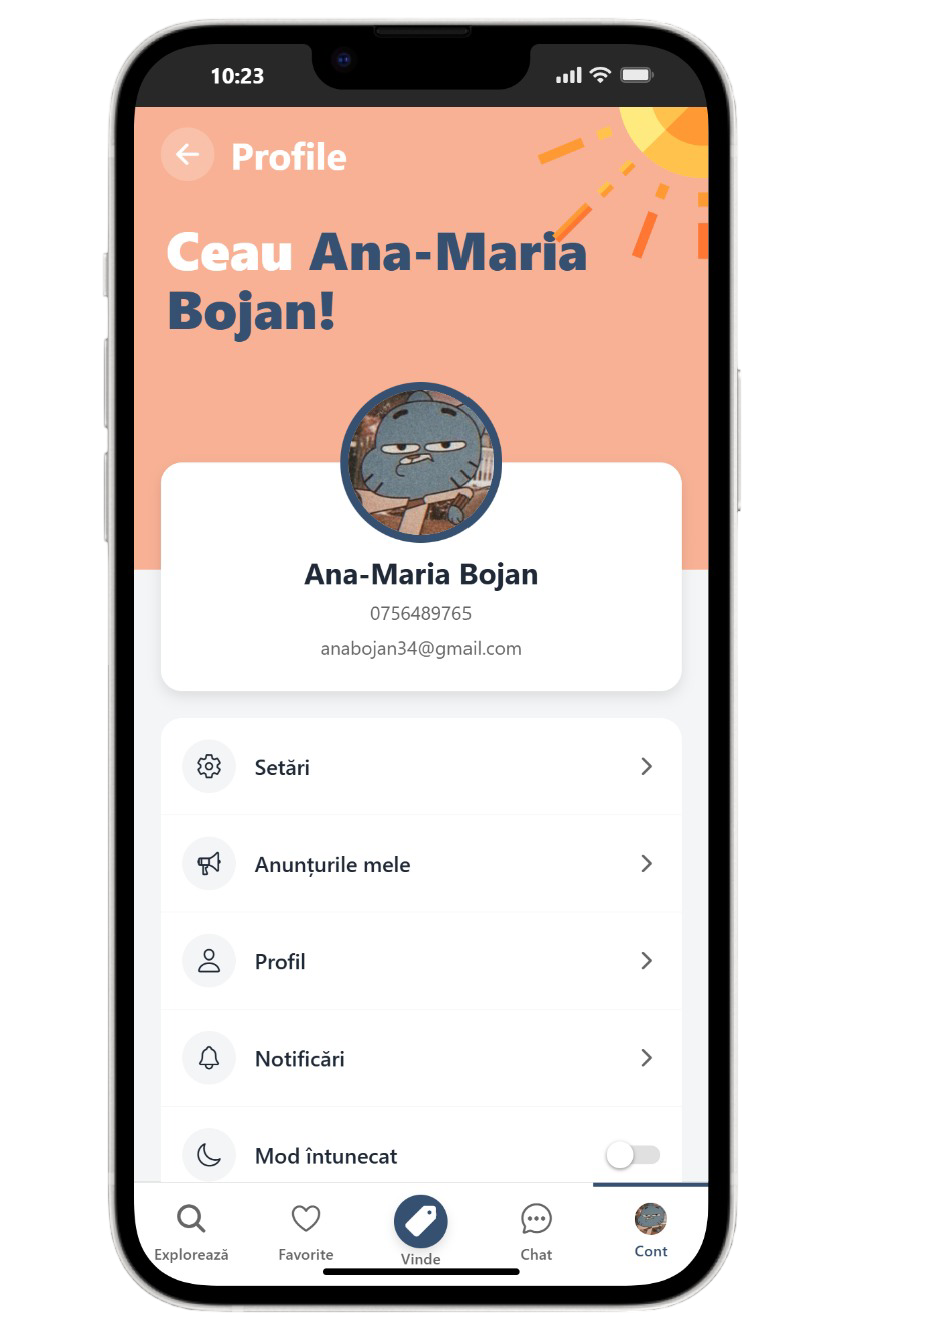 10:23
Profile
Ceau Ana-Maria
Bojan!
Ana-Maria Bojan
0756489765
anabojan34@gmail.com
Setări
Anunțurile mele
Profil
Notificări
Mod întunecat
Explorează
Favorite
Vinde
Chat
Cont